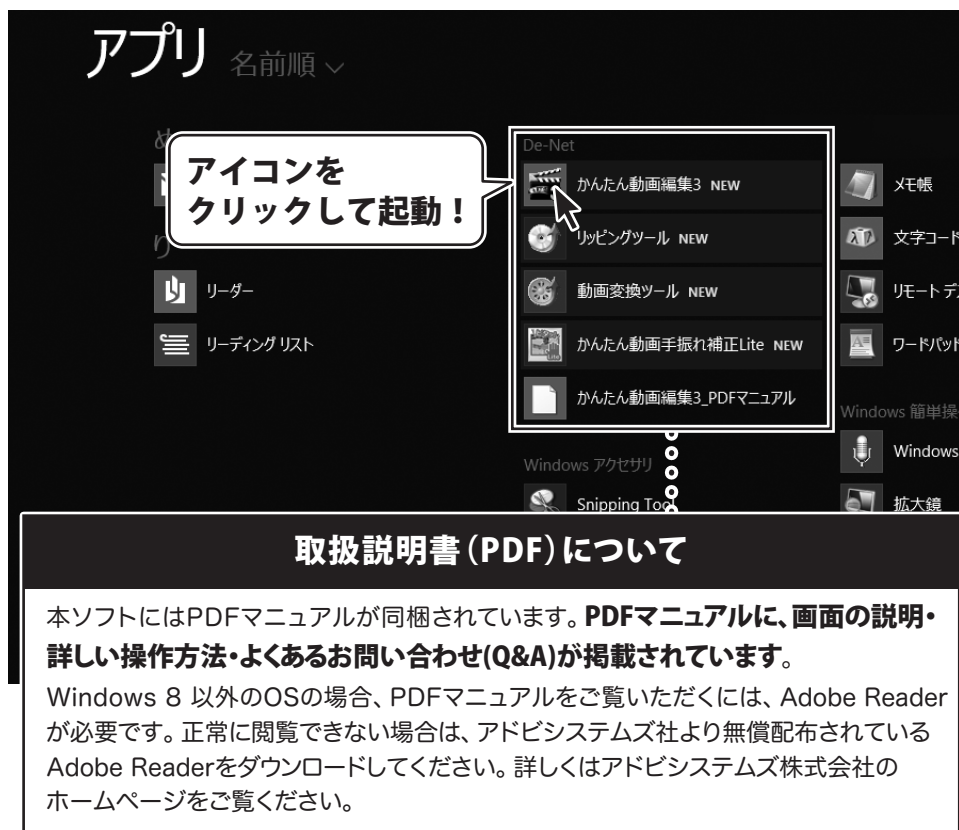 アプリ 名前順
め
アイコンを
クリックして起動！
り
リーダー
リーディング リスト
De-Net
かんたん動画編集3 NEW
リッピングツール NEW
動画変換ツール NEW
かんたん動画手振れ補正Lite NEW
かんたん動画編集3_PDFマニュアル
Windows アクセサリ
Snipping Tool
メモ帳
文字コード
リモート デス
ワードパッド
Windows 簡単操
Windows
拡大鏡
取扱説明書（PDF）について
本ソフトにはPDFマニュアルが同梱されています。PDFマニュアルに、画面の説明・
詳しい操作方法・よくあるお問い合わせ(Q&A)が掲載されています。
Windows 8 以外のOSの場合、PDFマニュアルをご覧いただくには、Adobe Reader
が必要です。正常に閲覧できない場合は、アドビシステムズ社より無償配布されている
Adobe Readerをダウンロードしてください。詳しくはアドビシステムズ株式会社の
ホームページをご覧ください。